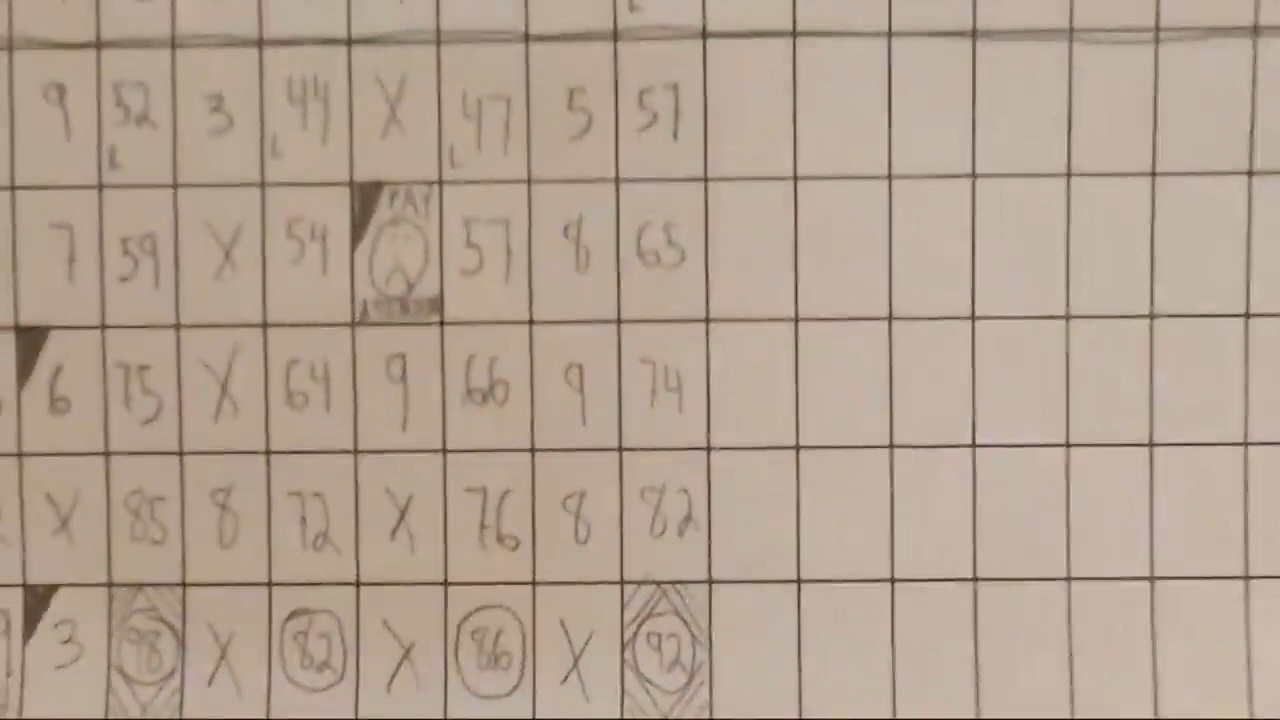 9 52 3 44 X 47 5 57
7 59 X 54 PAY 57 8 65
6 75 X 64 9 66 9 74
X 85 8 72 X 76 8 82
3 98 X 82 X 86 X 92